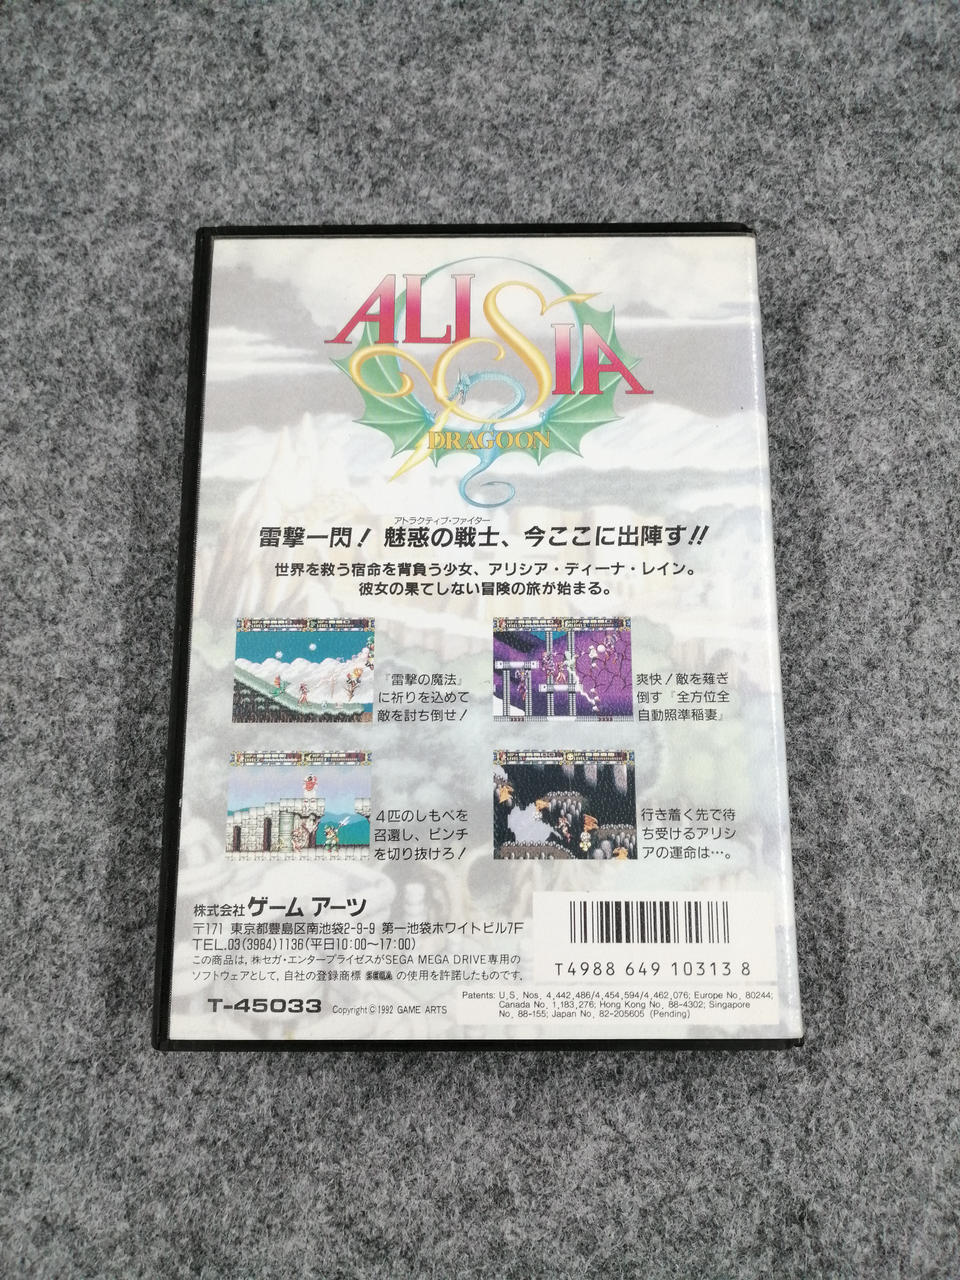 ALISIA
DRAGOON
アトラクティブ・ファイター
雷撃一閃! 魅惑の戦士、今ここに出陣す!!
世界を救う宿命を背負う少女、アリシア・ディーナ・レイン。
彼女の果てしない冒険の旅が始まる。
『雷撃の魔法』
に祈りを込めて
敵を討ち倒せ!
爽快!敵を薙ぎ
倒す『全方位全
自動照準稲妻』
4匹のしもべを
召還し、ピンチ
を切り抜けろ!
行き着く先で待
ち受けるアリシ
アの運命は…。
株式会社ゲームアーツ
〒171 東京都豊島区南池袋2-9-9 第一池袋ホワイトビル7F
TEL.03(3984)1136(平日10:00〜17:00)
この商品は、㈱セガ・エンタープライゼスがSEGA MEGA DRIVE専用の
ソフトウェアとして、自社の登録商標 SEGA の使用を許諾したものです。
T-45033 Copyright©1992 GAME ARTS
T4988 649 10313 8
Patents: U.S. Nos. 4,442,486/4,454,594/4,462,076; Europe No. 80244;
Canada No. 1,183,276; Hong Kong No. 88-4302; Singapore
No. 88-155; Japan No. 82-205605 (Pending)